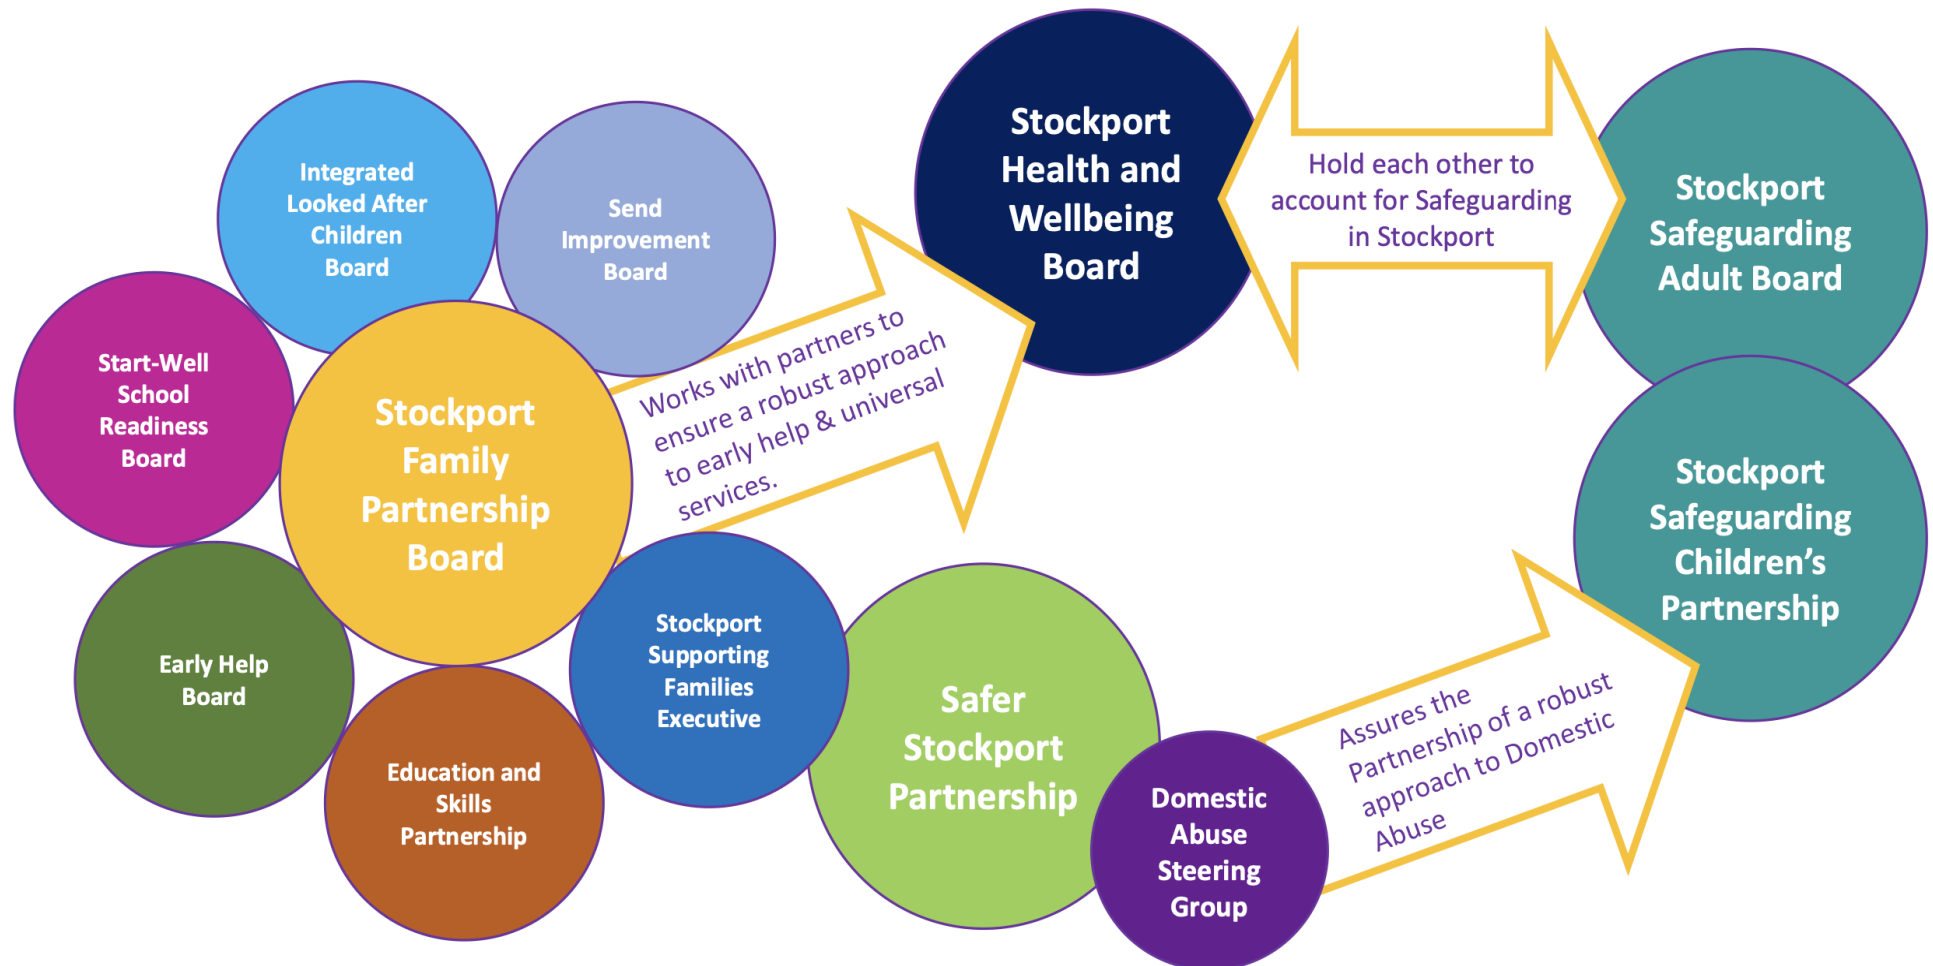 Integrated
Looked After
Children
Board
Send
Improvement
Board
Start-Well
School
Readiness
Board
Stockport
Family
Partnership
Board
Early Help
Board
Education and
Skills
Partnership
Stockport
Supporting
Families
Executive
Works with partners to
ensure a robust approach
to early help & universal
services.
Stockport
Health and
Wellbeing
Board
Hold each other to
account for Safeguarding
in Stockport
Stockport
Safeguarding
Adult Board
Stockport
Safeguarding
Children’s
Partnership
Safer
Stockport
Partnership
Domestic
Abuse
Steering
Group
Assures the
Partnership of a robust
approach to Domestic
Abuse